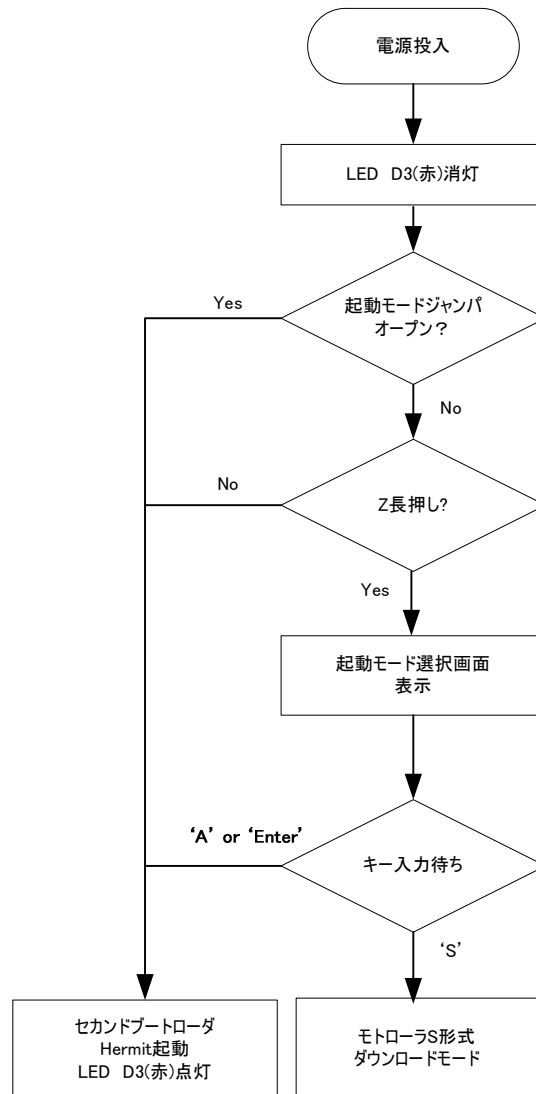 電源投入
LED D3(赤)消灯
起動モードジャンパ
オープン？
Yes
No
Z長押し?
No
Yes
起動モード選択画面
表示
キー入力待ち
‘A’ or ‘Enter’
‘S’
セカンドブートローダ
Hermit起動
LED D3(赤)点灯
モトローラS形式
ダウンロードモード